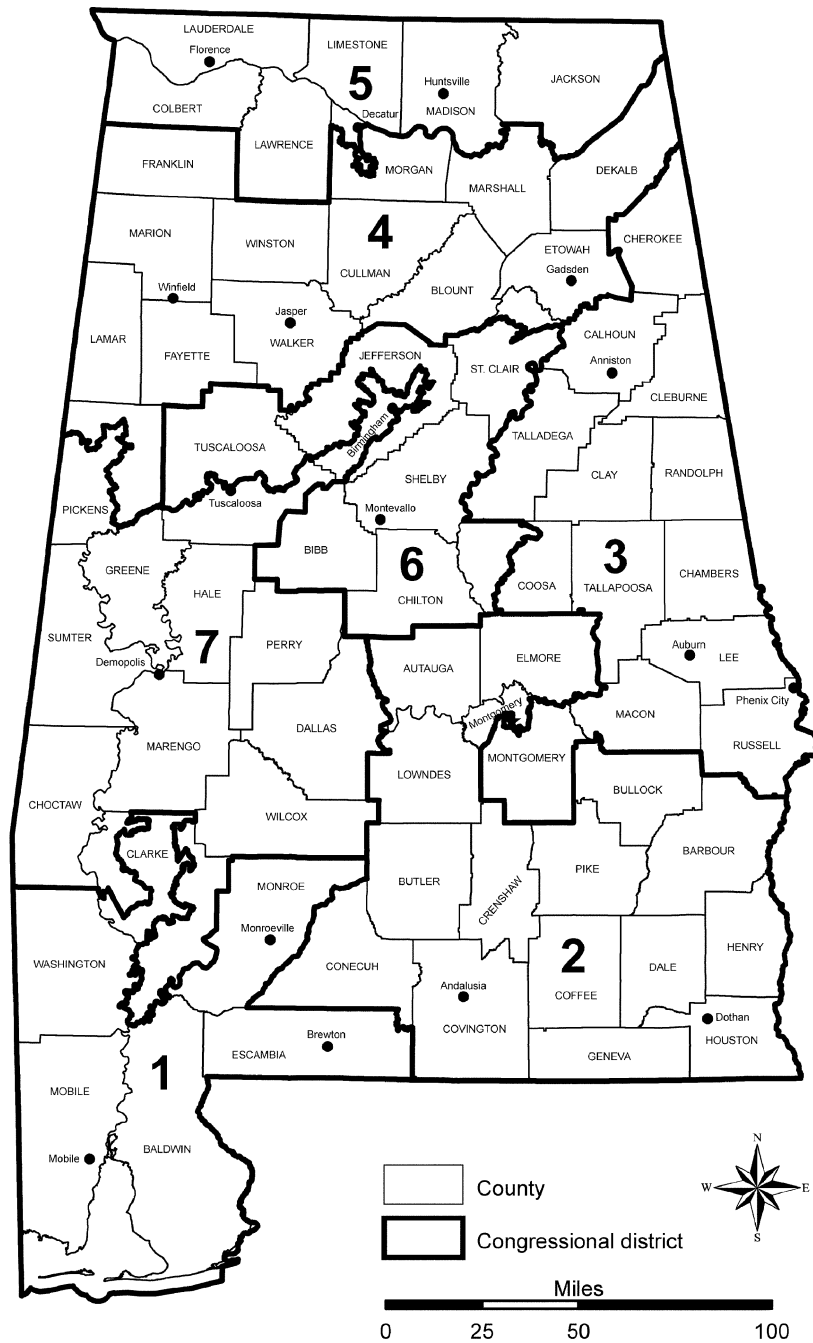 LAUDERDALE
Florence
LIMESTONE
5
Huntsville
MADISON
JACKSON
COLBERT
Decatur
LAWRENCE
FRANKLIN
MORGAN
MARSHALL
DEKALB
MARION
WINSTON
4
CULLMAN
ETOWAH
Gadsden
CHEROKEE
Winfield
BLOUNT
Jasper
WALKER
LAMAR
FAYETTE
JEFFERSON
ST. CLAIR
CALHOUN
Anniston
CLEBURNE
Birmingham
TUSCALOOSA
TALLADEGA
CLAY
RANDOLPH
SHELBY
Tuscaloosa
PICKENS
Montevallo
BIBB
6
CHILTON
GREENE
HALE
COOSA
3
TALLAPOOSA
CHAMBERS
SUMTER
7
PERRY
Demopolis
AUTAUGA
ELMORE
Auburn
LEE
Phenix City
MACON
RUSSELL
Montgomery
DALLAS
MARENGO
MONTGOMERY
LOWNDES
BULLOCK
CHOCTAW
WILCOX
CLARKE
BARBOUR
PIKE
MONROE
BUTLER
CRENSHAW
Monroeville
WASHINGTON
CONECUH
2
COFFEE
DALE
HENRY
Andalusia
COVINGTON
Dothan
HOUSTON
GENEVA
Brewton
ESCAMBIA
1
MOBILE
Mobile
BALDWIN
N
W
E
S
County
Congressional district
Miles
0 25 50 100